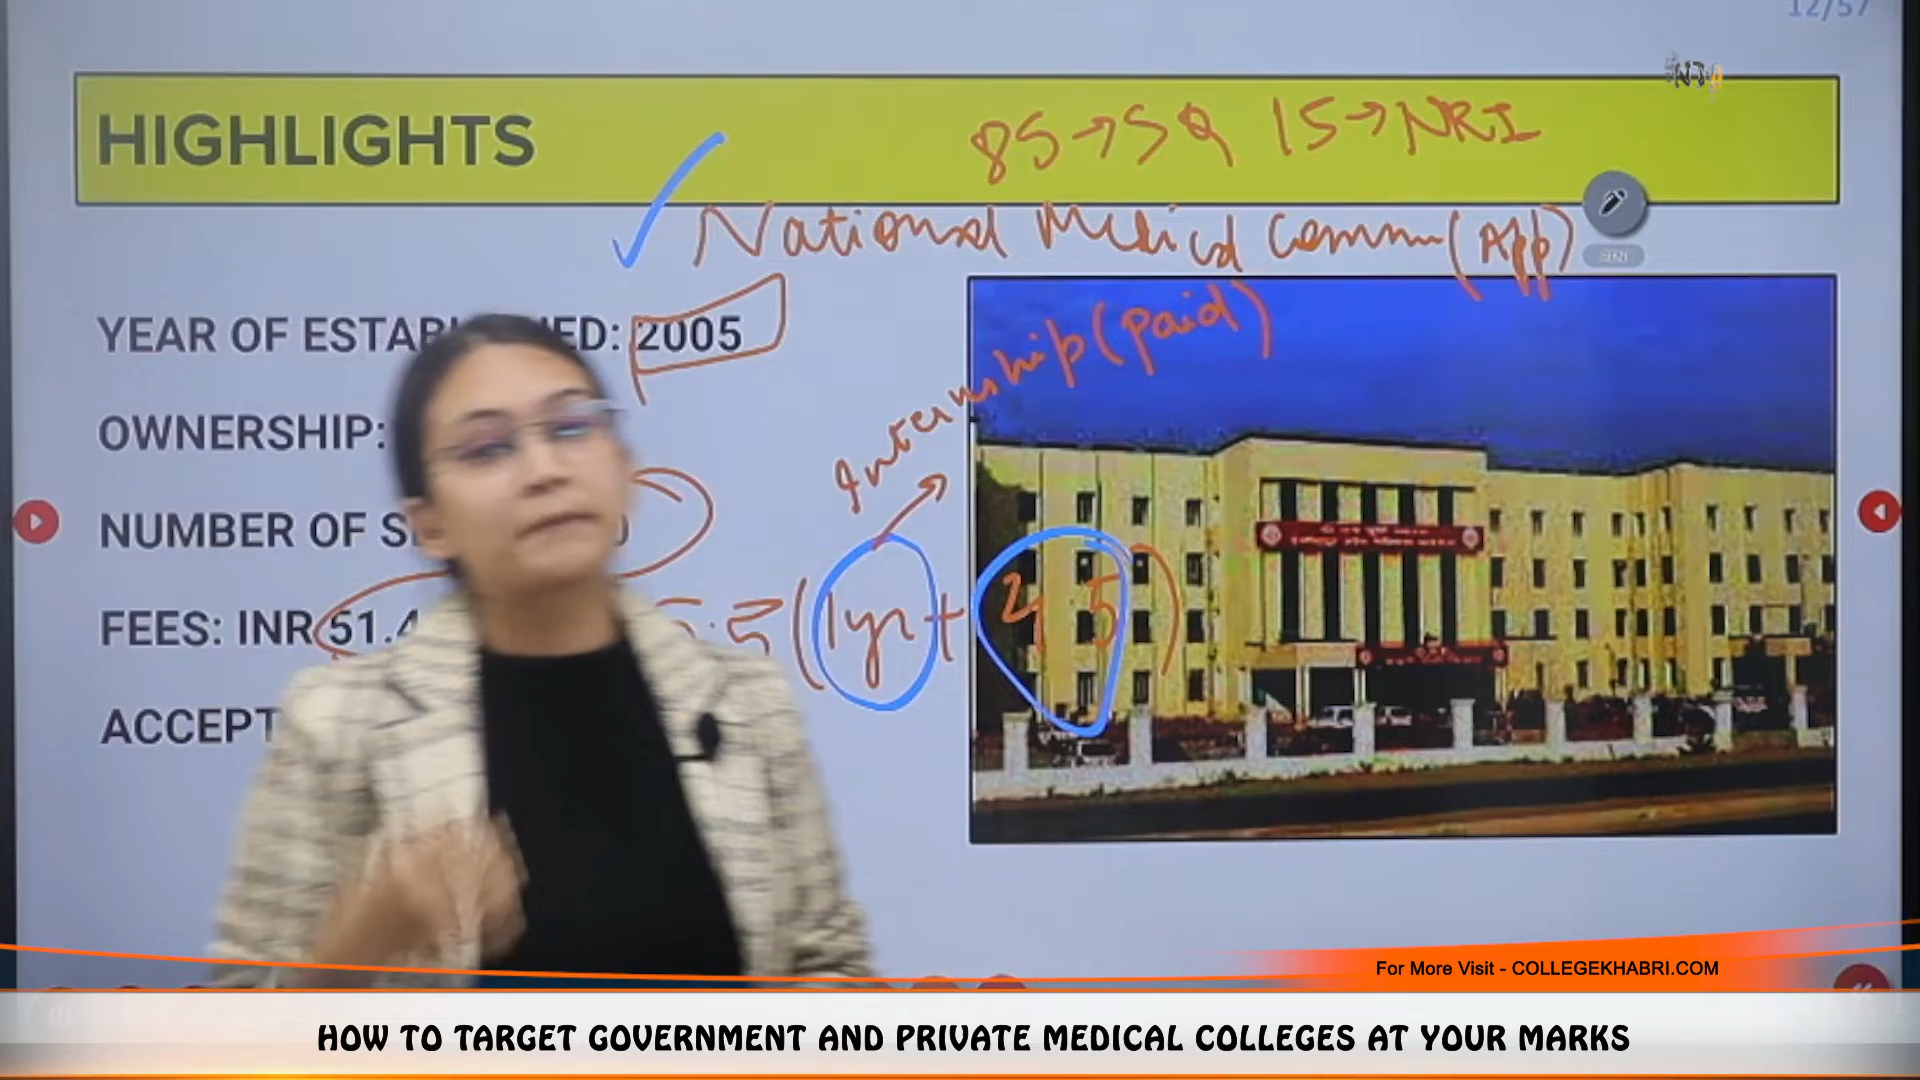 12/57
HIGHLIGHTS
85→SQ 15→NRI
National Medical Comm (App)
YEAR OF ESTAB ED: 2005
Internship (paid)
OWNERSHIP:
NUMBER OF S
FEES: INR 51.4 5.5 (1yr + 4.5)
ACCEPT
For More Visit - COLLEGEKHABRI.COM
HOW TO TARGET GOVERNMENT AND PRIVATE MEDICAL COLLEGES AT YOUR MARKS